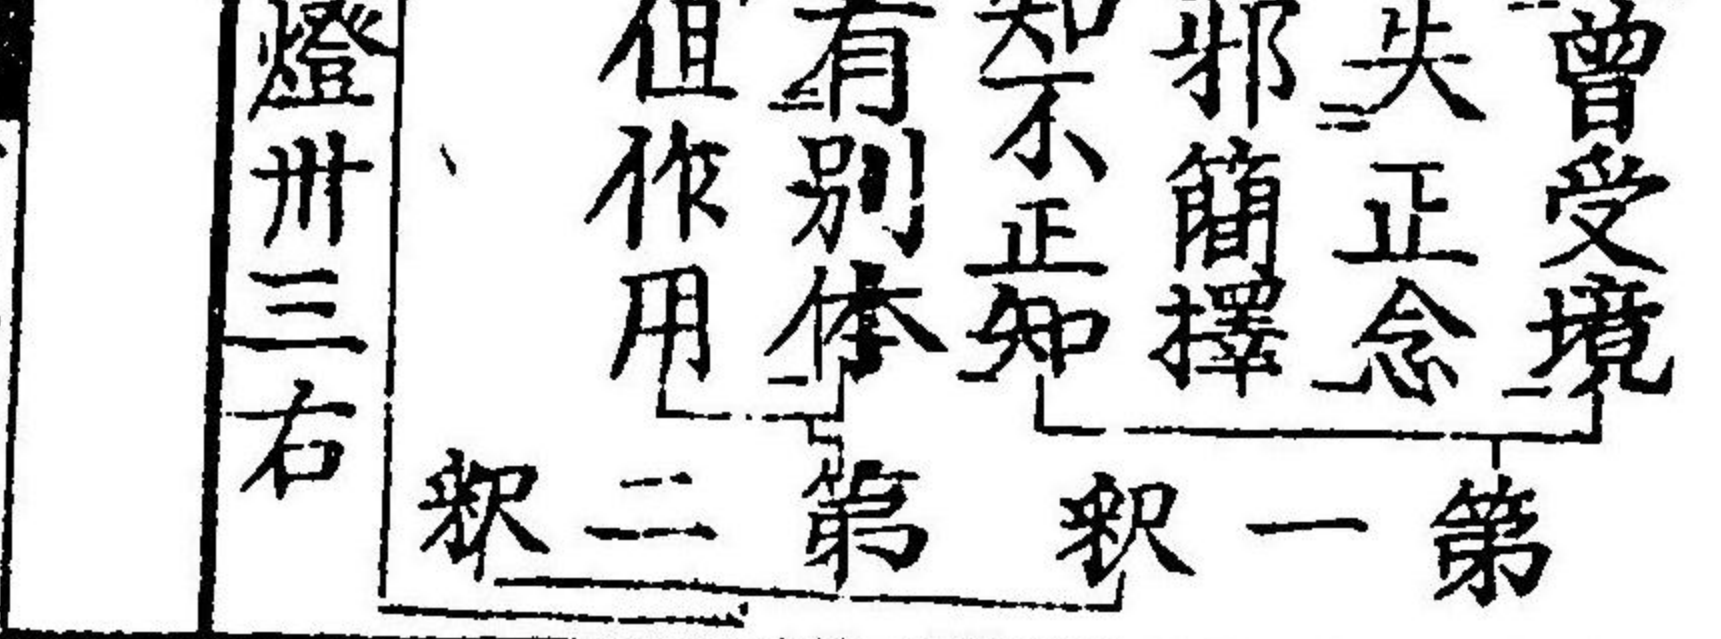 曾受境
失正念
邪簡擇
知不正知
有別体
但作用
第一釈
第二釈
燈卅三右